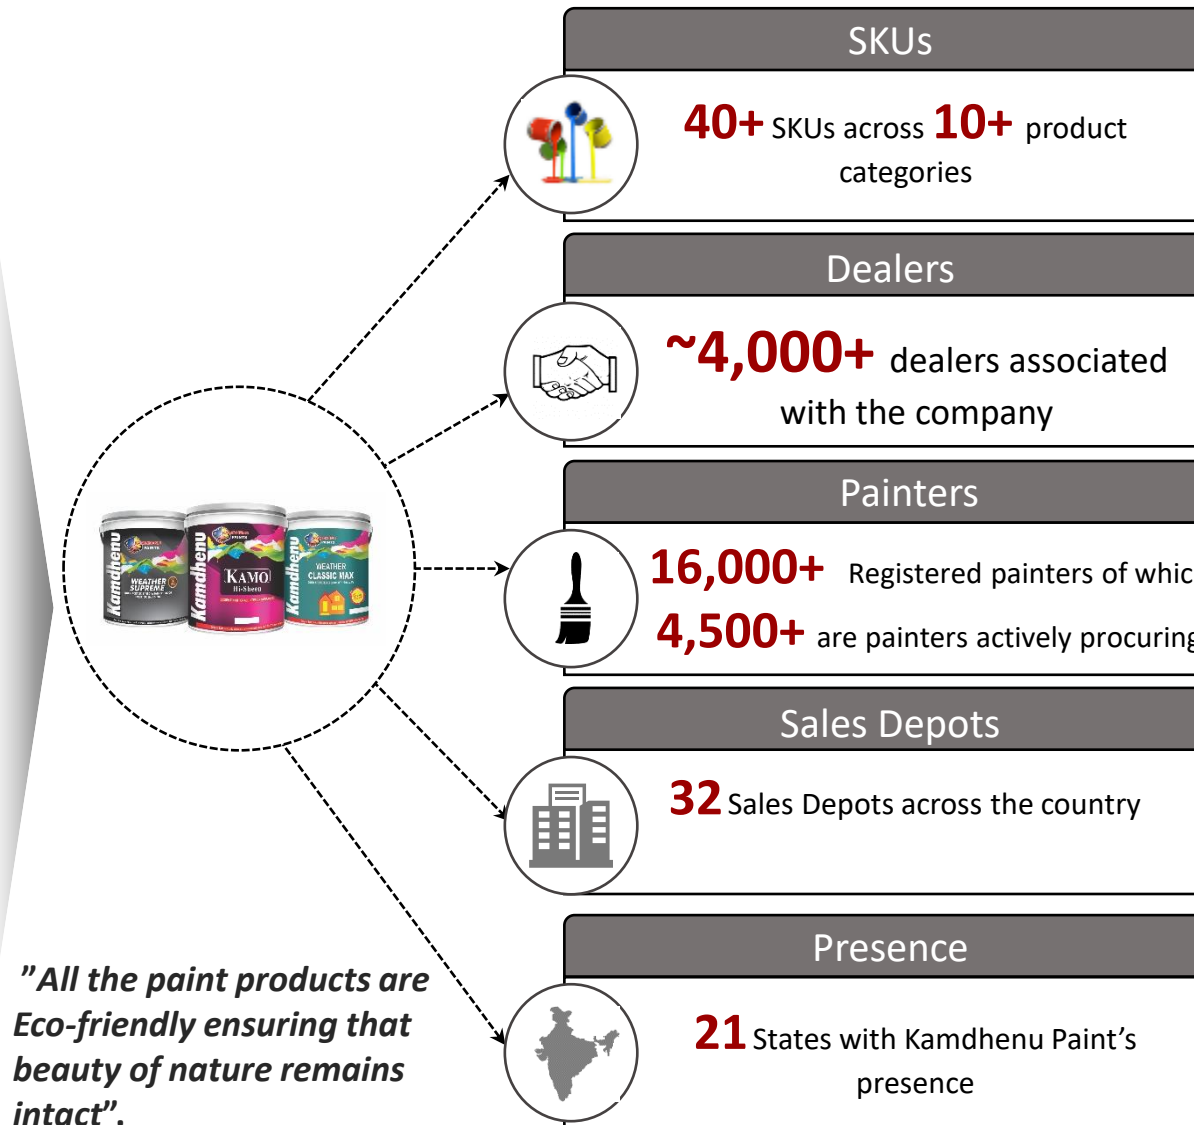 SKUs
40+ SKUs across 10+ product
categories
Dealers
~4,000+ dealers associated
with the company
Painters
16,000+ Registered painters of whic
4,500+ are painters actively procuring
Sales Depots
32 Sales Depots across the country
Presence
21 States with Kamdhenu Paint's
presence
Kamdhenu
WEATHER
SUPREME
Kamdhenu
KAMO
Hi-Sheen
Kamdhenu
WEATHER
CLASSIC MAX
”All the paint products are
Eco-friendly ensuring that
beauty of nature remains
intact”.